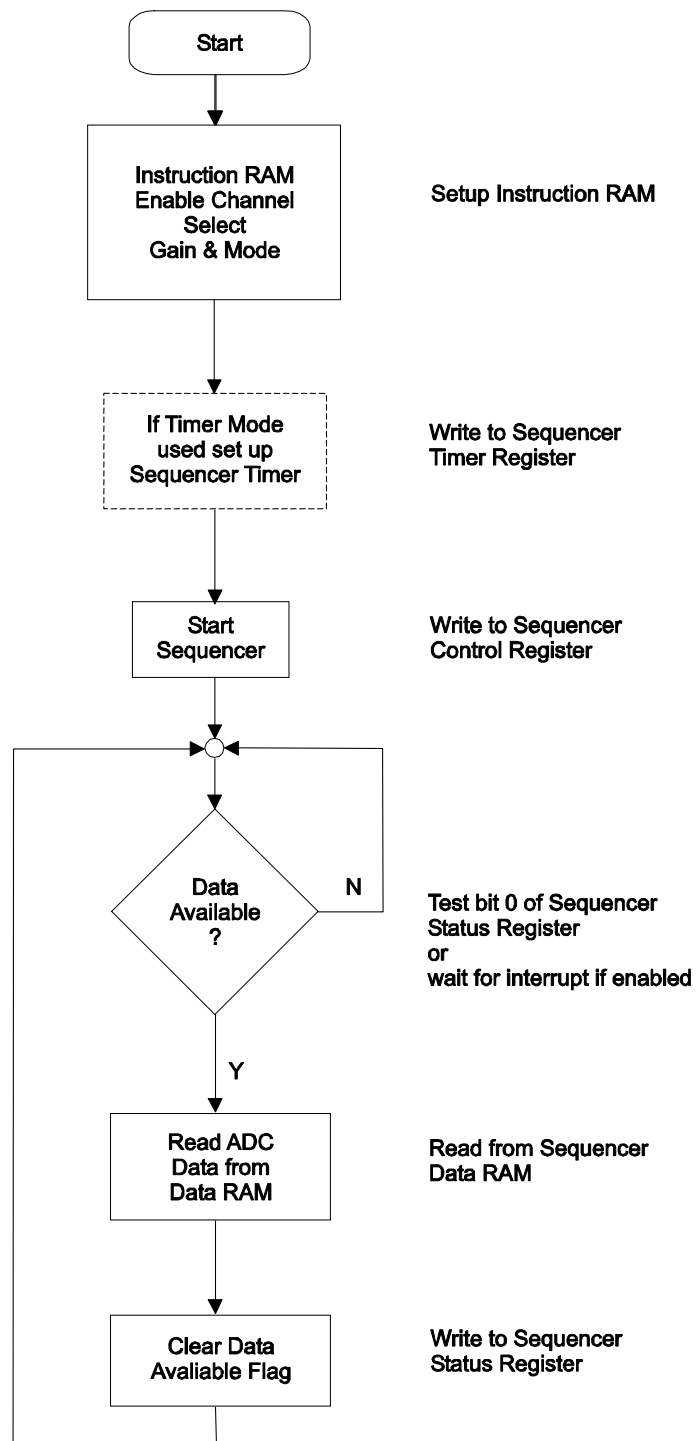 Start
Instruction RAM
Enable Channel
Select
Gain & Mode
Setup Instruction RAM
If Timer Mode
used set up
Sequencer Timer
Write to Sequencer
Timer Register
Start
Sequencer
Write to Sequencer
Control Register
Data
Available
?
N
Test bit 0 of Sequencer
Status Register
or
wait for interrupt if enabled
Y
Read ADC
Data from
Data RAM
Read from Sequencer
Data RAM
Clear Data
Avaliable Flag
Write to Sequencer
Status Register